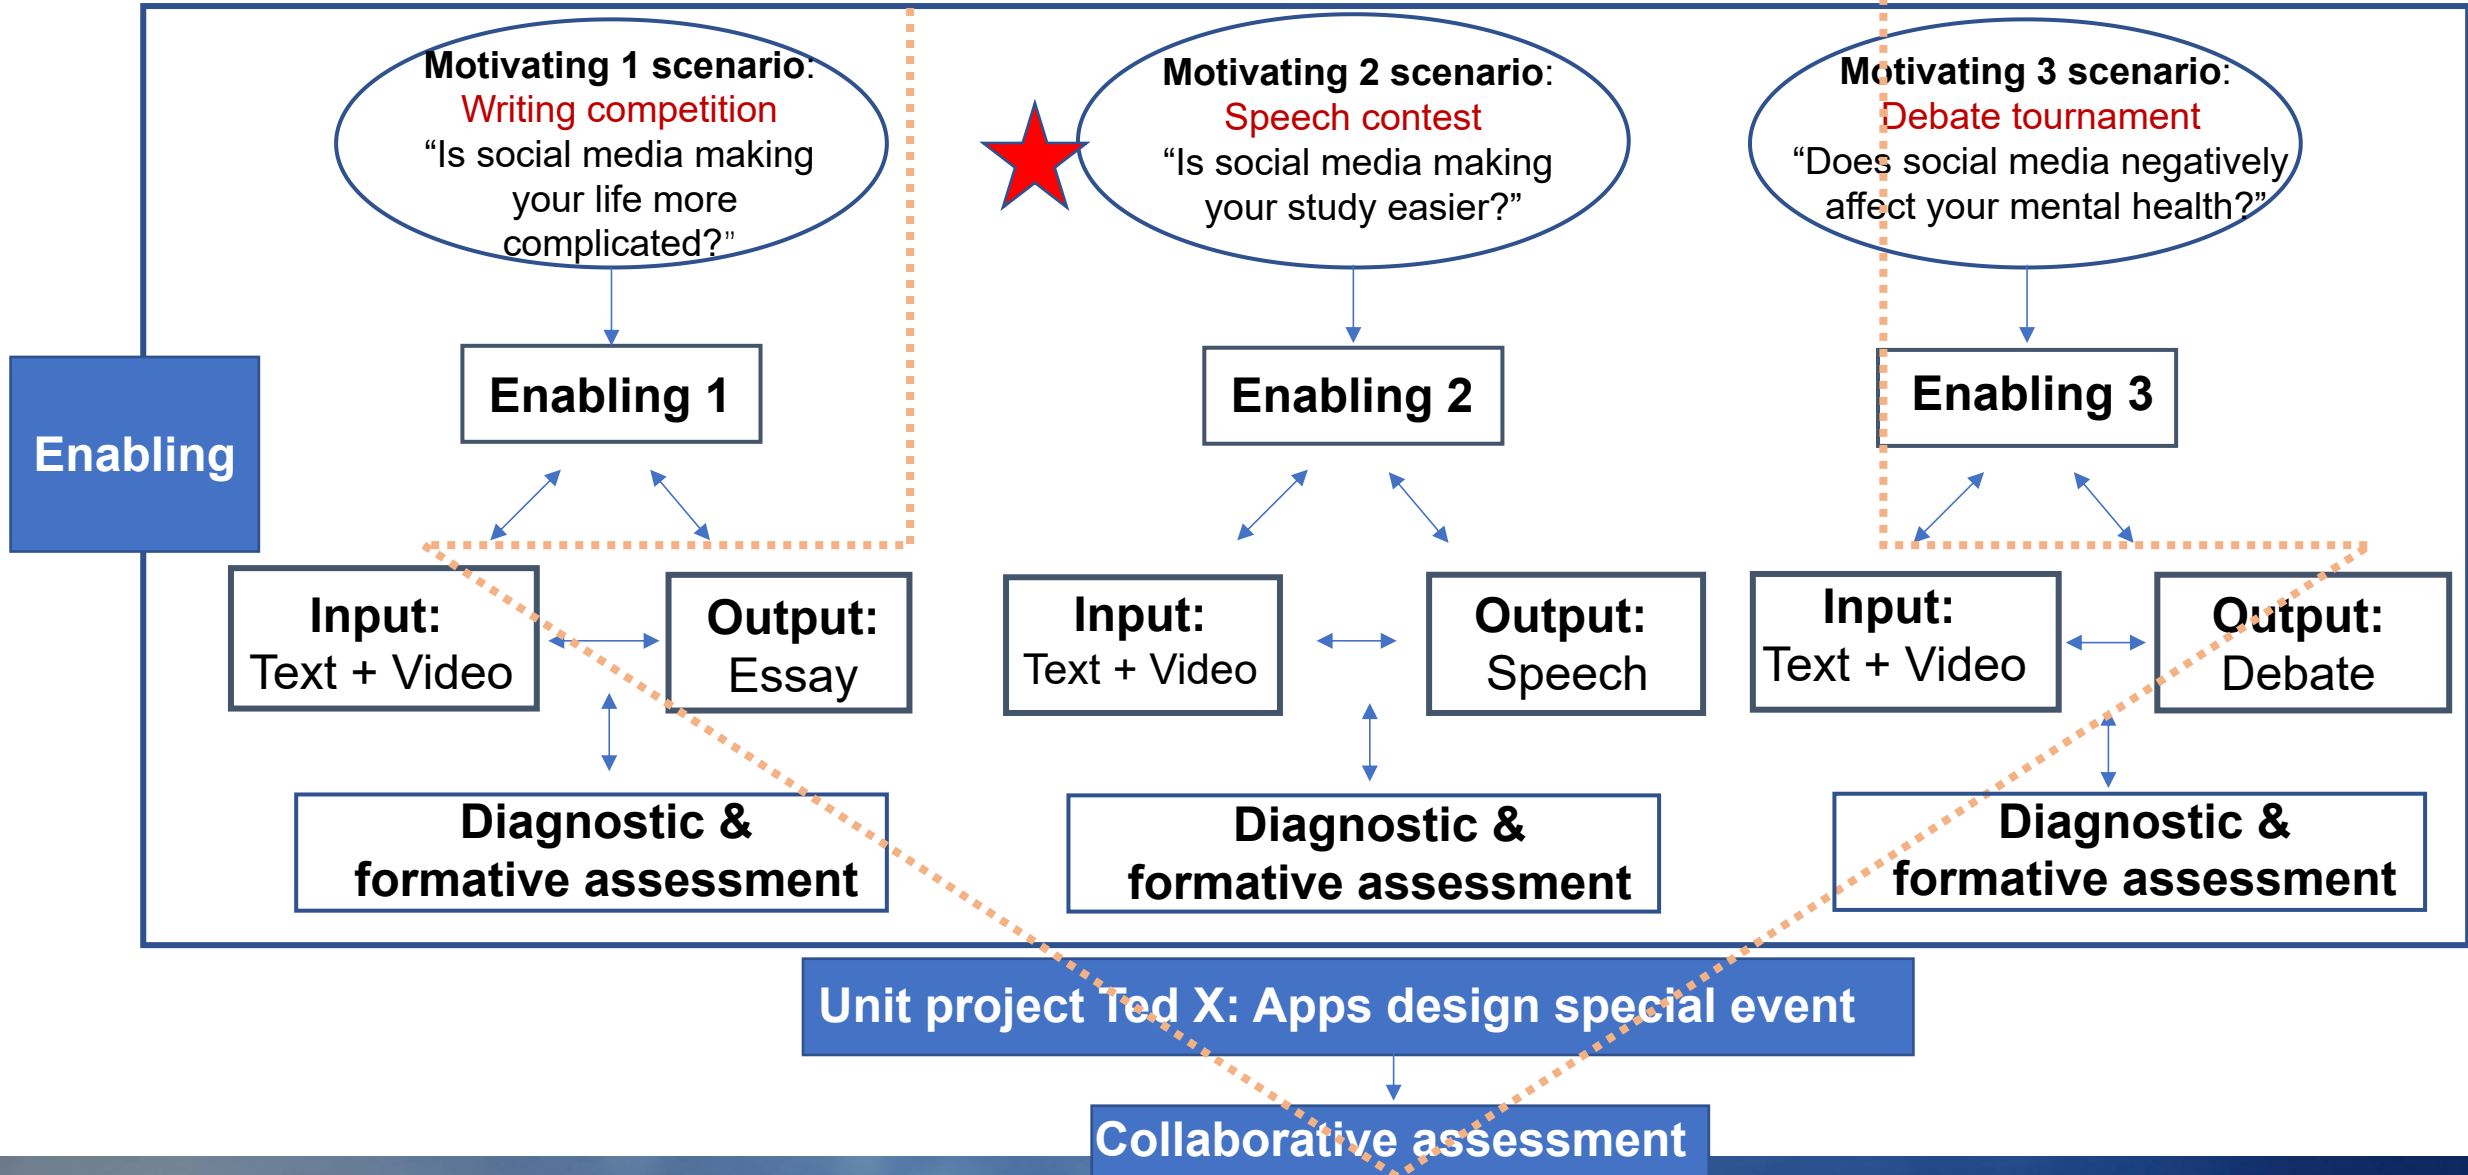 Motivating 1 scenario:
Writing competition
“Is social media making
your life more
complicated?”
Motivating 2 scenario:
Speech contest
“Is social media making
your study easier?”
Motivating 3 scenario:
Debate tournament
“Does social media negatively
affect your mental health?”
Enabling
Enabling 1
Enabling 2
Enabling 3
Input:
Text + Video
Output:
Essay
Input:
Text + Video
Output:
Speech
Input:
Text + Video
Output:
Debate
Diagnostic &
formative assessment
Diagnostic &
formative assessment
Diagnostic &
formative assessment
Unit project Ted X: Apps design special event
Collaborative assessment